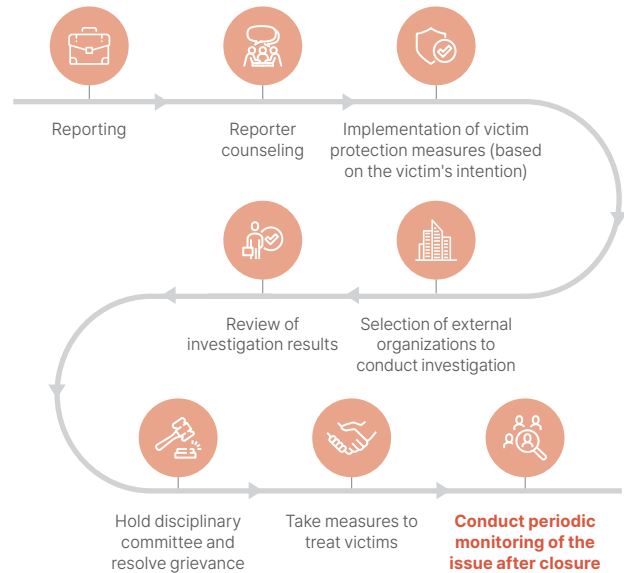 Reporting
Reporter
counseling
Implementation of victim
protection measures (based
on the victim's intention)
Selection of external
organizations to
conduct investigation
Review of
investigation results
Hold disciplinary
committee and
resolve grievance
Take measures to
treat victims
Conduct periodic
monitoring of the
issue after closure